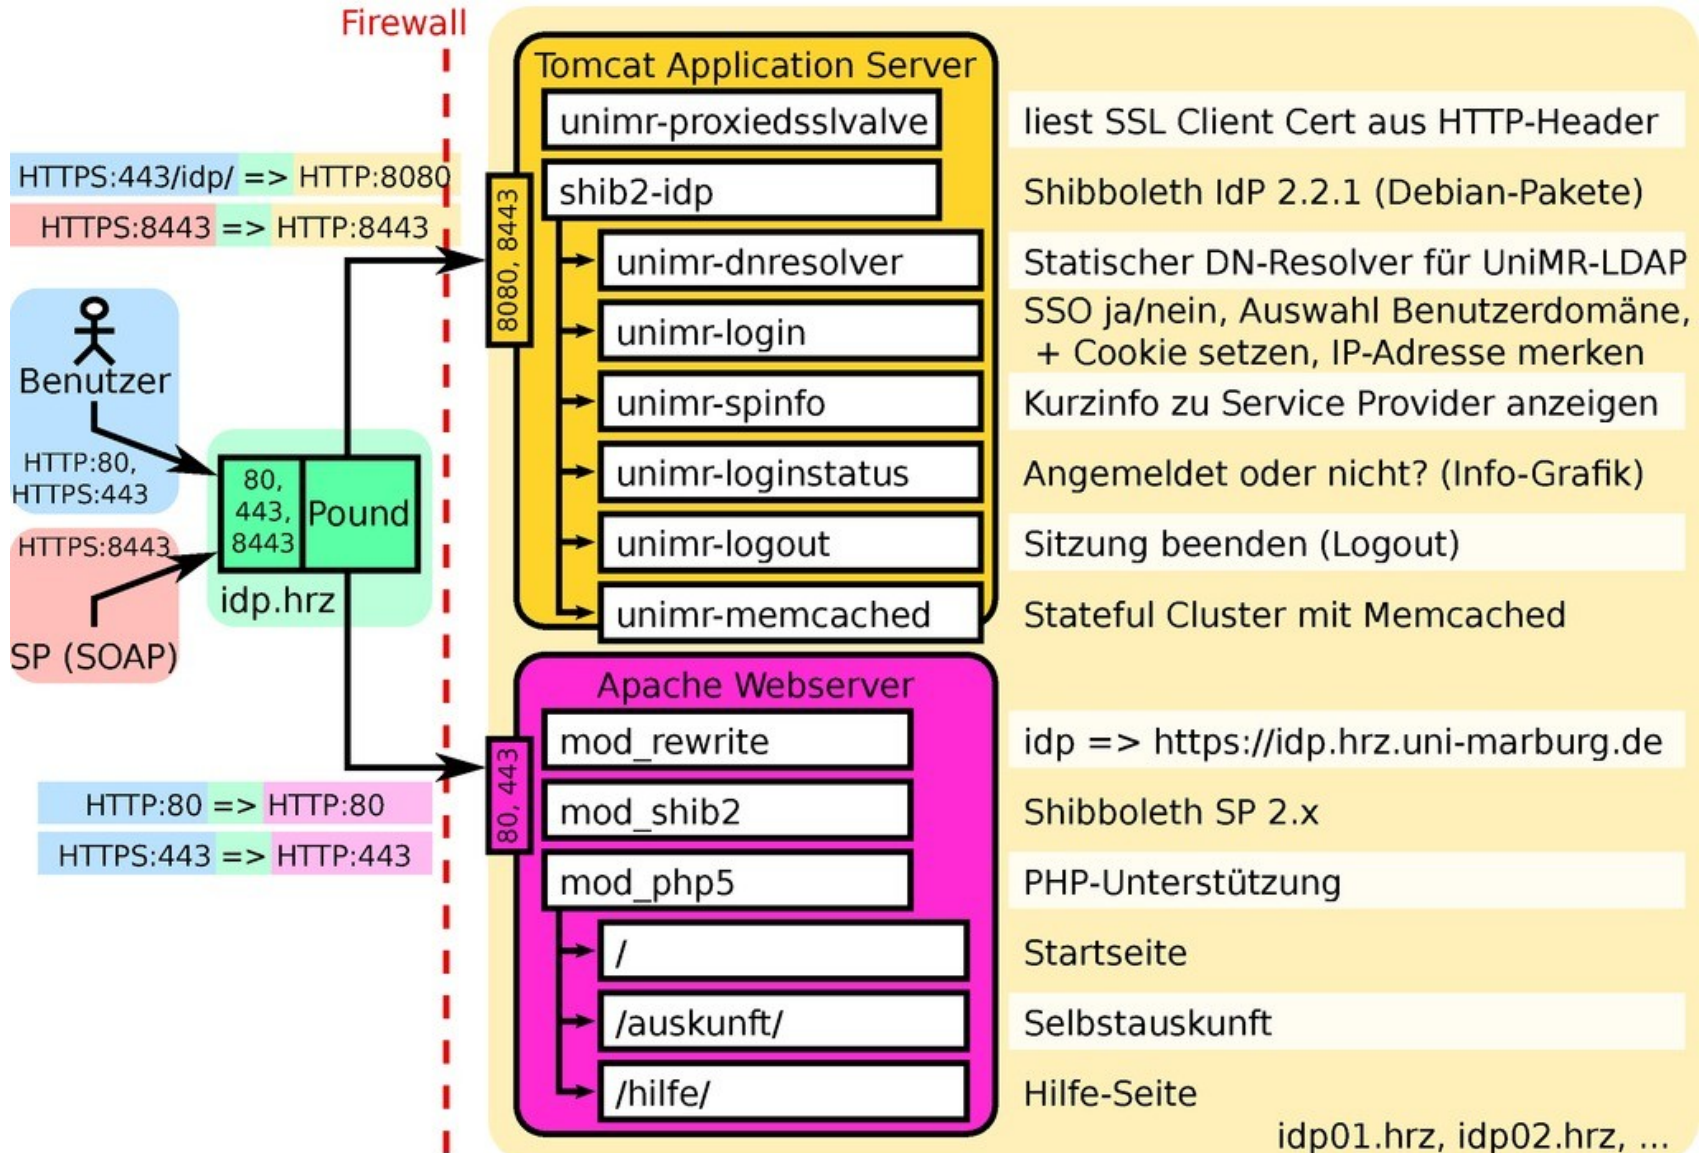 Firewall
HTTPS:443/idp/ => HTTP:8080
HTTPS:8443 => HTTP:8443
Benutzer
HTTP:80,
HTTPS:443
HTTPS:8443
SP (SOAP)
80,
443,
8443
Pound
idp.hrz
HTTP:80 => HTTP:80
HTTPS:443 => HTTP:443
Tomcat Application Server
8080, 8443
unimr-proxiedsslvalve
liest SSL Client Cert aus HTTP-Header
shib2-idp
Shibboleth IdP 2.2.1 (Debian-Pakete)
unimr-dnresolver
Statischer DN-Resolver für UniMR-LDAP
unimr-login
SSO ja/nein, Auswahl Benutzerdomäne,
+ Cookie setzen, IP-Adresse merken
unimr-spinfo
Kurzinfo zu Service Provider anzeigen
unimr-loginstatus
Angemeldet oder nicht? (Info-Grafik)
unimr-logout
Sitzung beenden (Logout)
unimr-memcached
Stateful Cluster mit Memcached
Apache Webserver
80, 443
mod_rewrite
idp => https://idp.hrz.uni-marburg.de
mod_shib2
Shibboleth SP 2.x
mod_php5
PHP-Unterstützung
/
Startseite
/auskunft/
Selbstauskunft
/hilfe/
Hilfe-Seite
idp01.hrz, idp02.hrz, ...